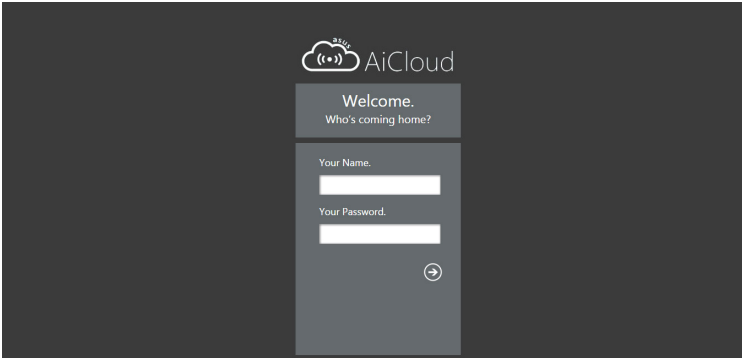 asus
AiCloud
Welcome.
Who's coming home?
Your Name.
Your Password.